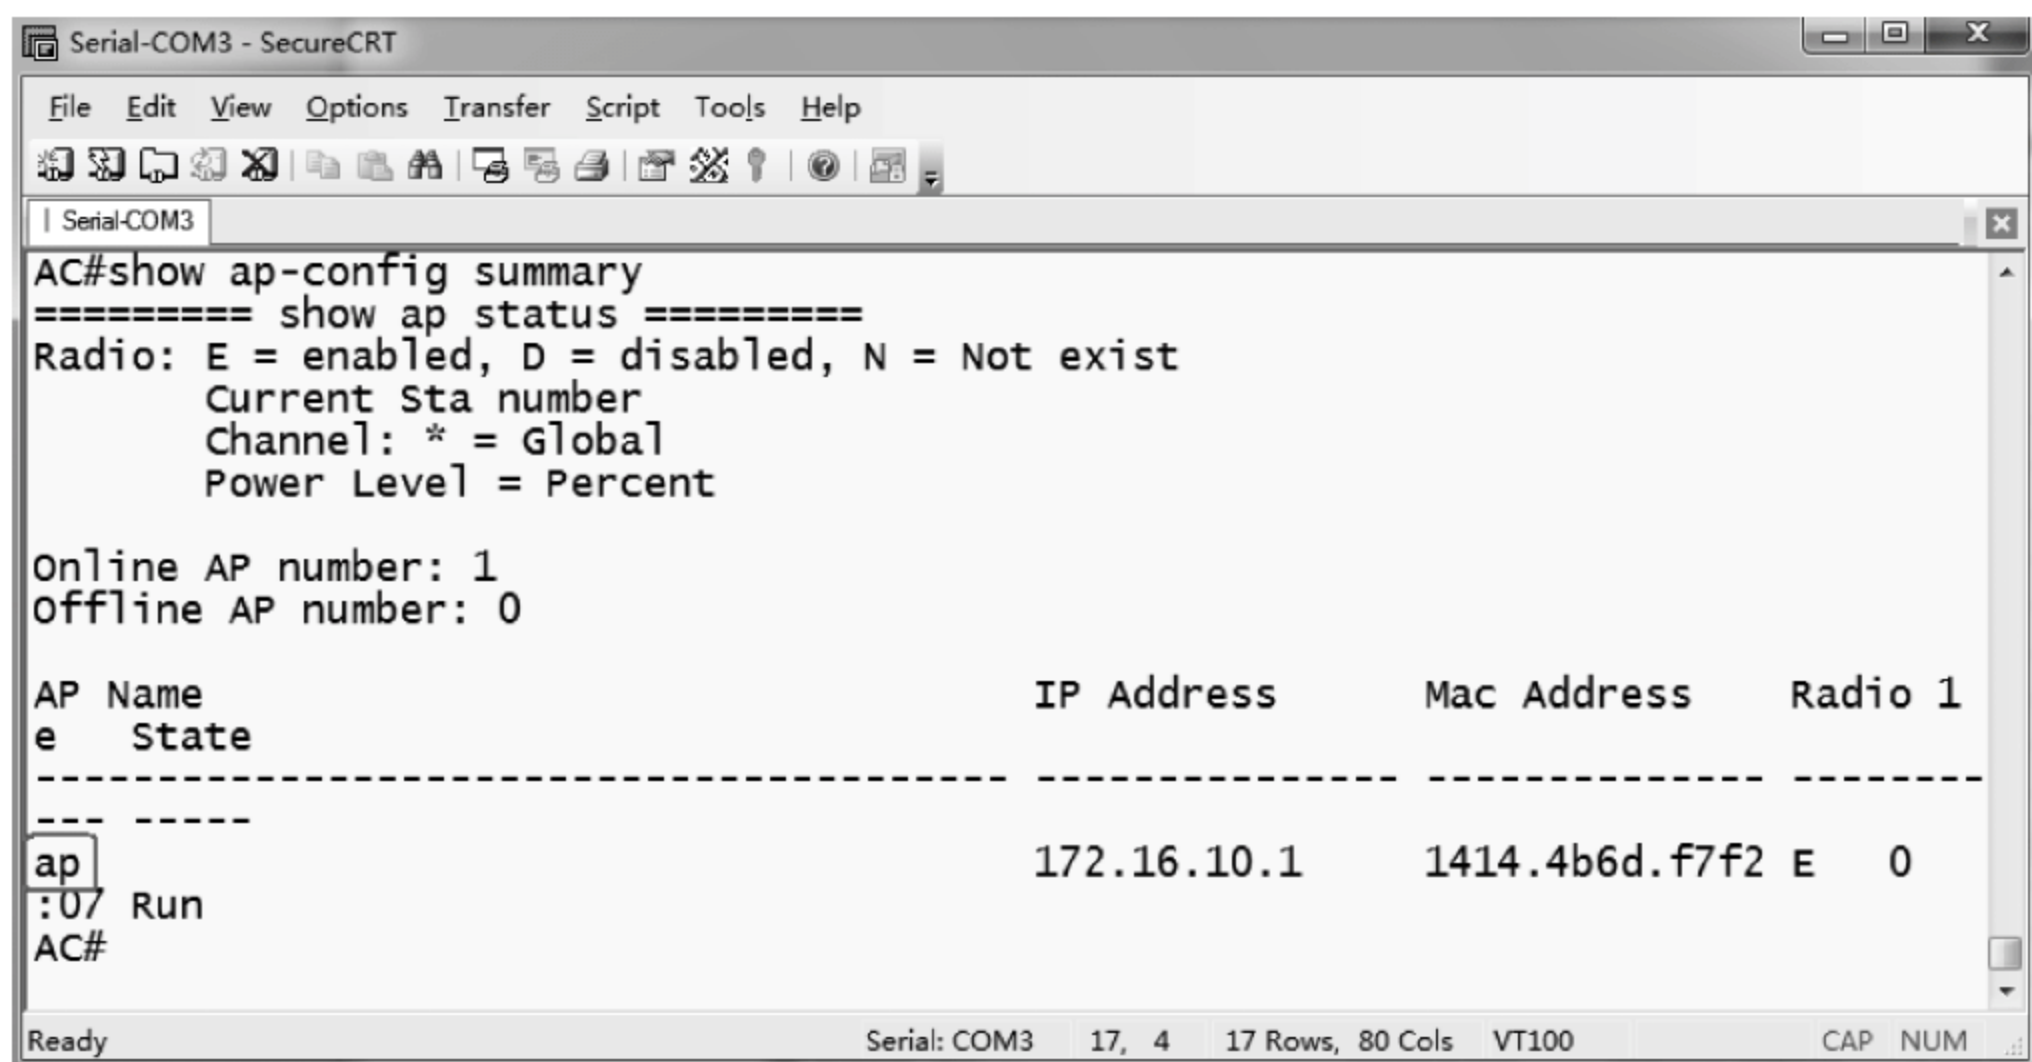 Serial-COM3 - SecureCRT
File Edit View Options Transfer Script Tools Help
Serial-COM3
AC#show ap-config summary
========= show ap status =========
Radio: E = enabled, D = disabled, N = Not exist
Current Sta number
Channel: * = Global
Power Level = Percent
Online AP number: 1
Offline AP number: 0
AP Name IP Address Mac Address Radio 1
e State
---------------------------------------- --------------- -------------- --------
--- -----
ap 172.16.10.1 1414.4b6d.f7f2 E 0
:07 Run
AC#
Ready Serial: COM3 17, 4 17 Rows, 80 Cols VT100 CAP NUM